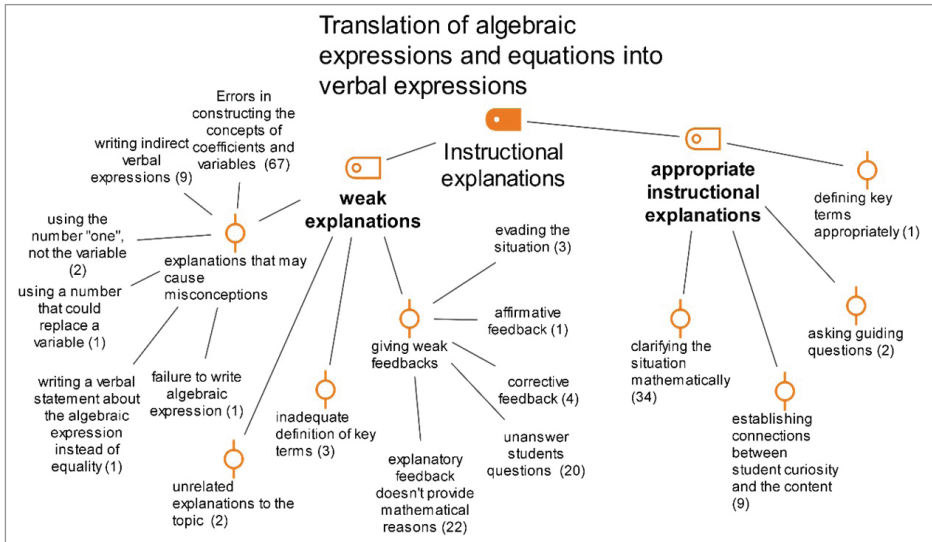 Translation of algebraic
expressions and equations into
verbal expressions
Instructional
explanations
weak
explanations
Errors in
constructing the
concepts of
coefficients and
variables (67)
writing indirect
verbal
expressions (9)
using the
number "one",
not the variable
(2)
explanations that may
cause
misconceptions
using a number
that could
replace a
variable (1)
writing a verbal
statement about
the algebraic
expression
instead of
equality (1)
failure to write
algebraic
expression (1)
unrelated
explanations to the
topic (2)
inadequate
definition of key
terms (3)
giving weak
feedbacks
evading the
situation (3)
affirmative
feedback (1)
corrective
feedback (4)
unanswer
students
questions (20)
explanatory
feedback
doesn't provide
mathematical
reasons (22)
appropriate
instructional
explanations
defining key
terms
appropriately (1)
asking guiding
questions (2)
clarifying the
situation
mathematically
(34)
establishing
connections
between
student curiosity
and the content
(9)